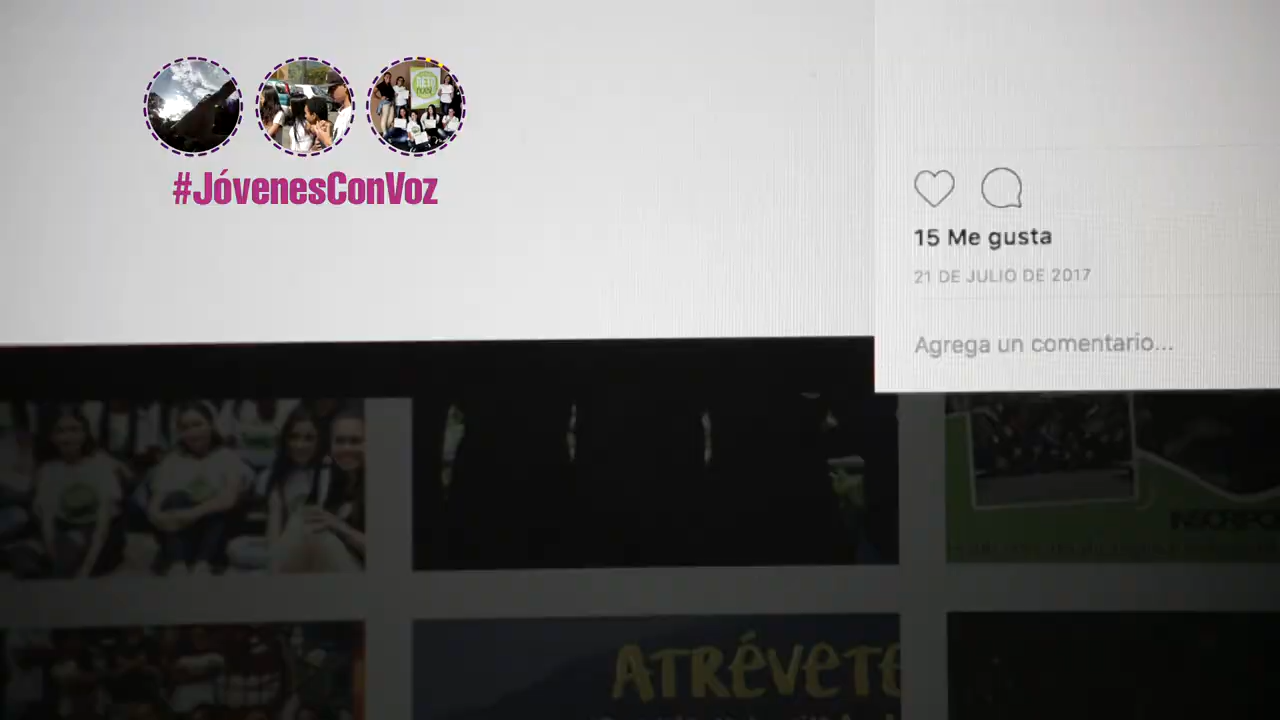 #JóvenesConVoz
15 Me gusta
21 DE JULIO DE 2017
Agrega un comentario...
ATRÉVETE